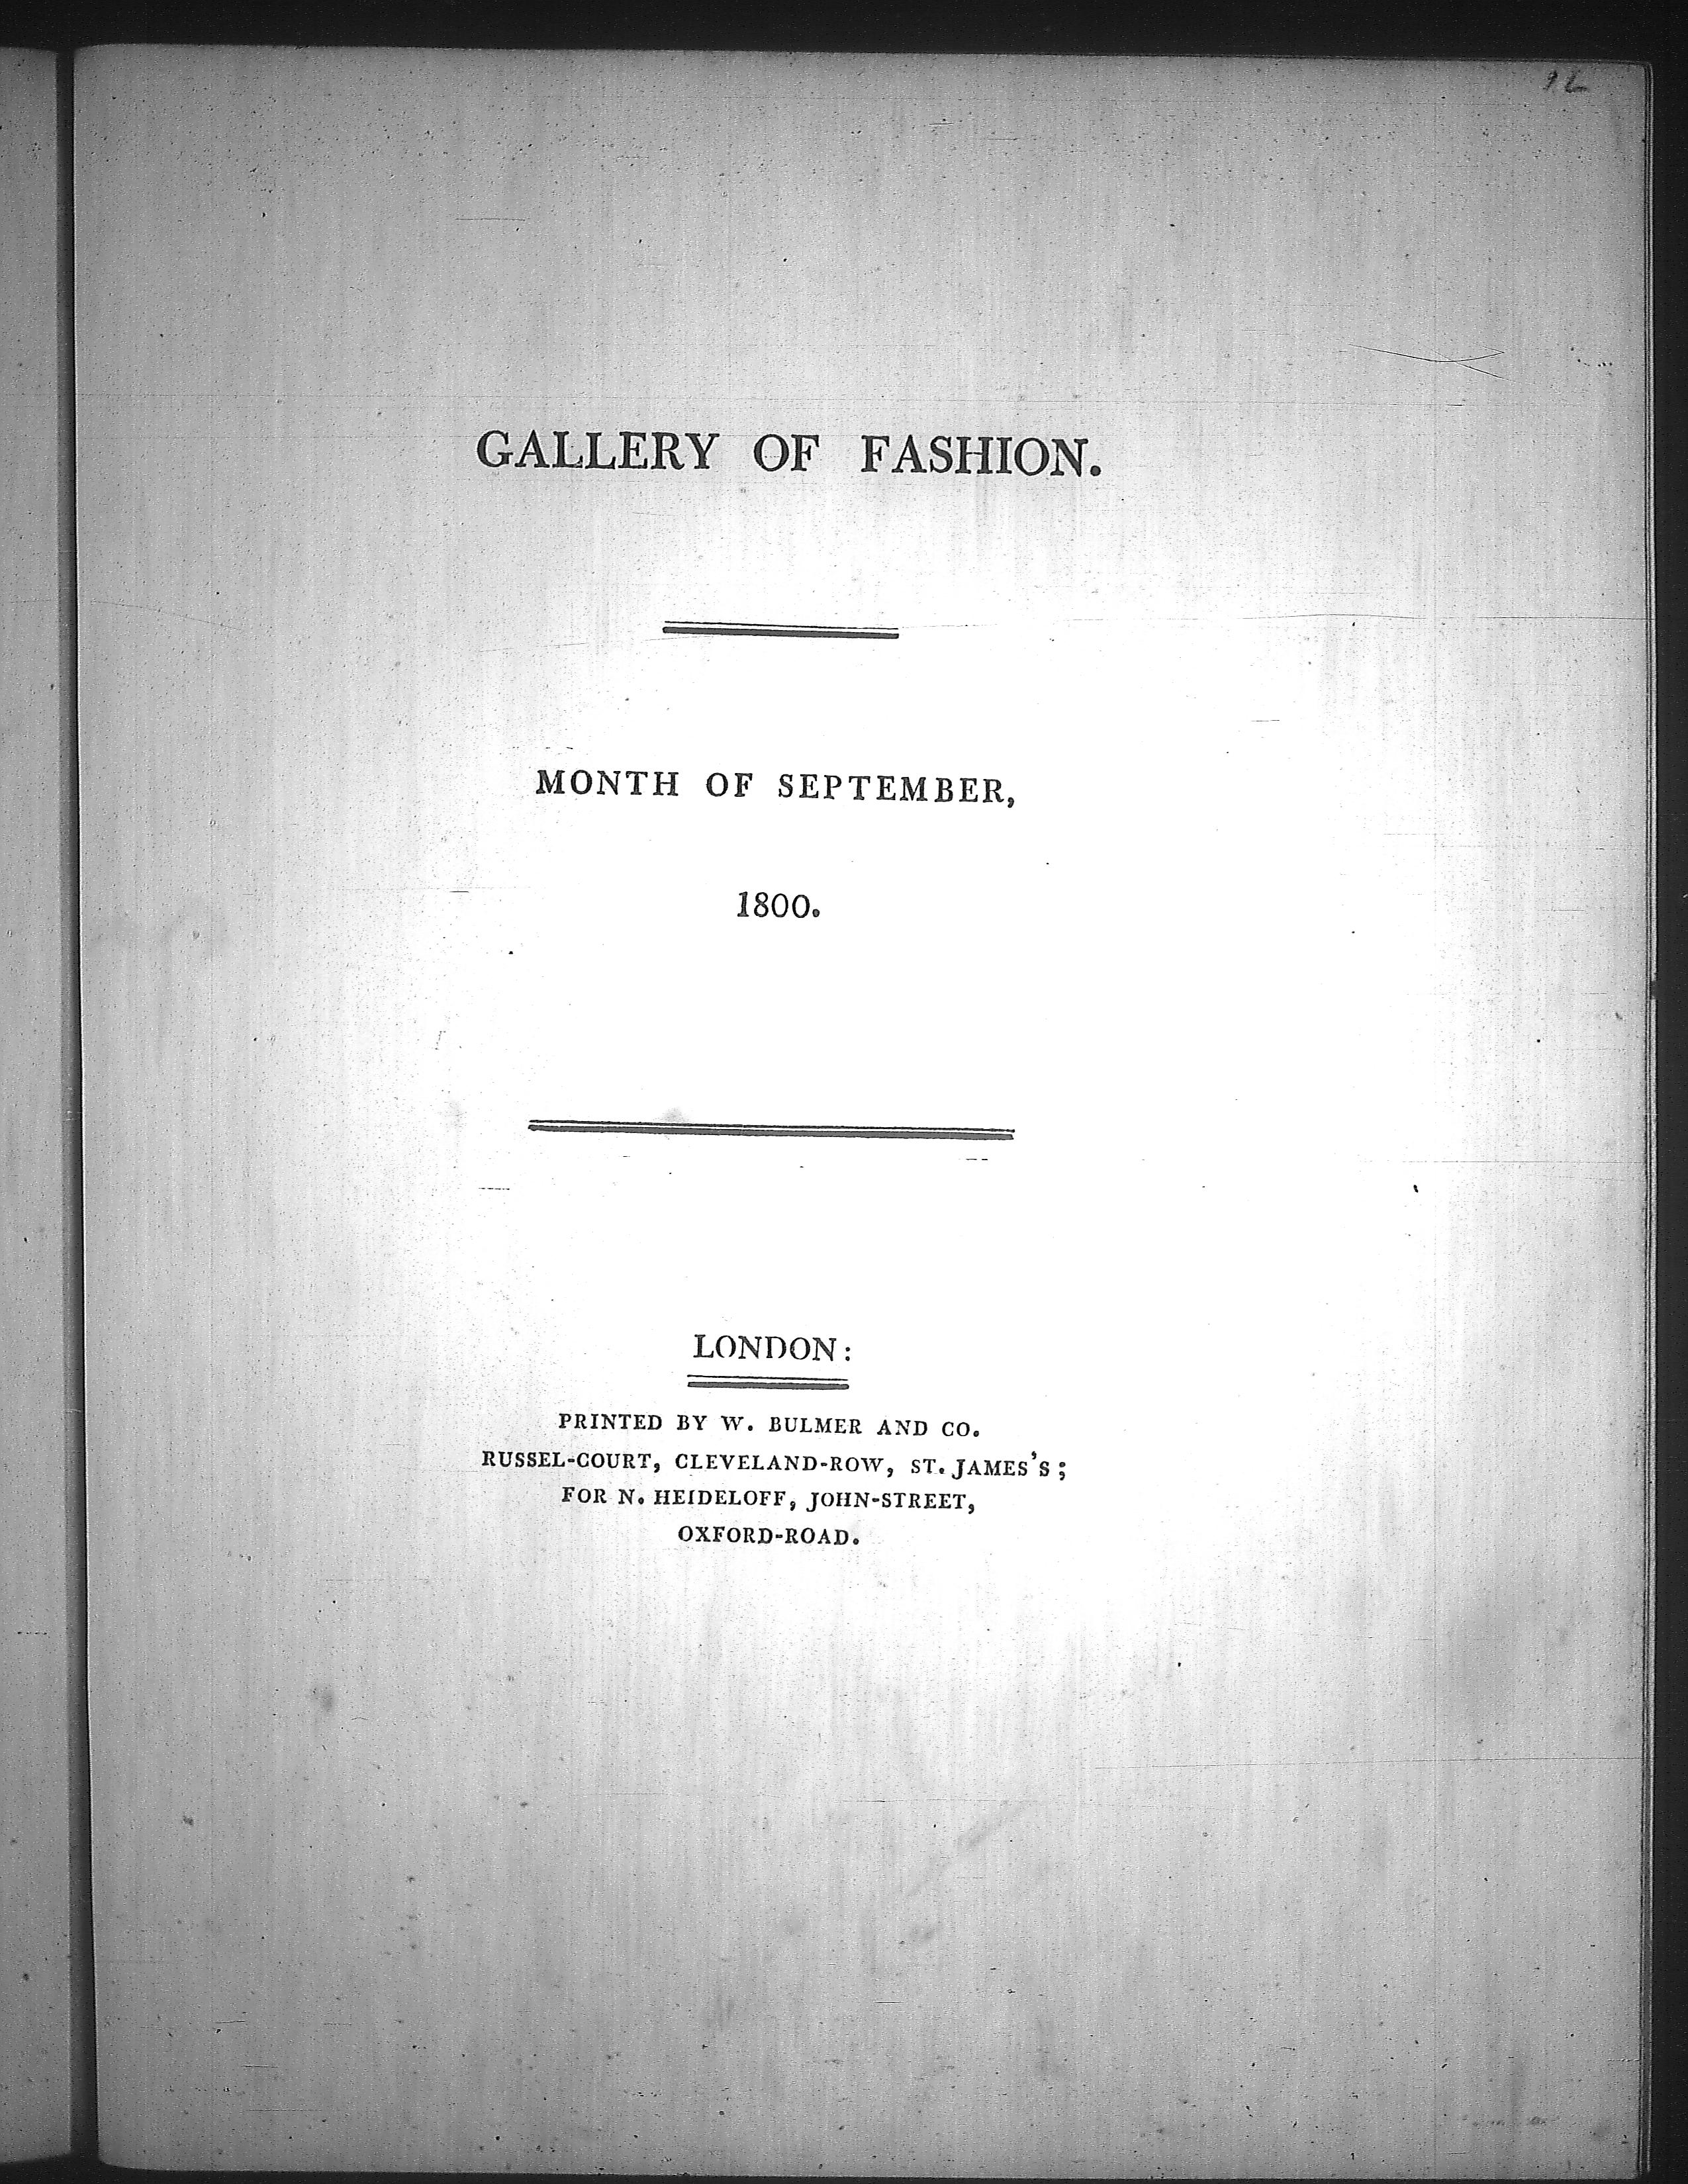 GALLERY OF FASHION.
MONTH OF SEPTEMBER,
1800.
LONDON:
PRINTED BY W. BULMER AND CO.
RUSSEL-COURT, CLEVELAND-ROW, ST. JAMES'S;
FOR N. HEIDELOFF, JOHN-STREET,
OXFORD-ROAD.